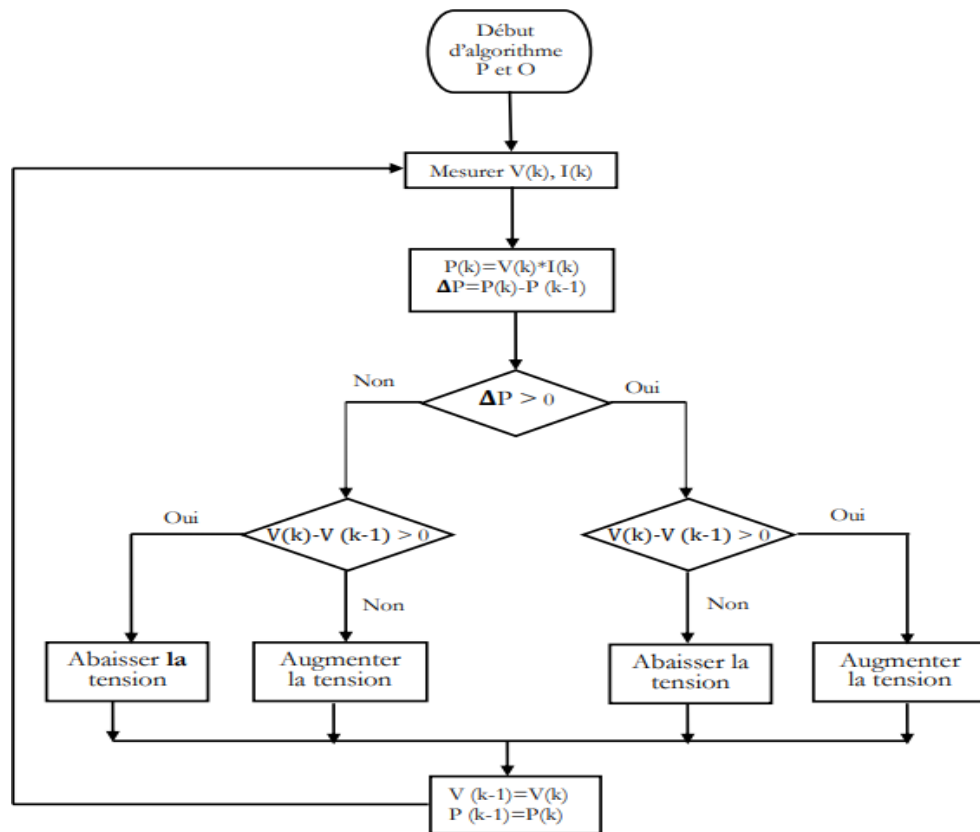 Début
d'algorithme
P et O
Mesurer V(k), I(k)
P(k)=V(k)*I(k)
ΔP=P(k)-P (k-1)
Non
ΔP > 0
Oui
Oui
V(k)-V (k-1) > 0
V(k)-V (k-1) > 0
Oui
Non
Non
Abaisser la
tension
Augmenter
la tension
Abaisser la
tension
Augmenter
la tension
V (k-1)=V(k)
P (k-1)=P(k)